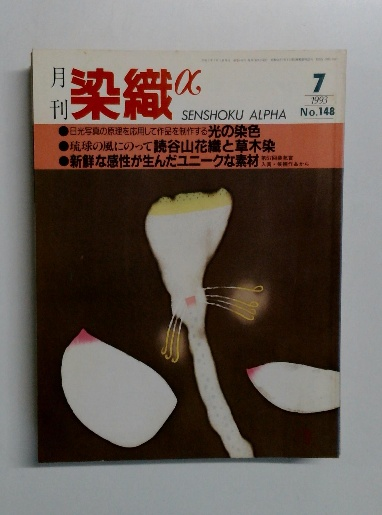 月刊
染織α
SENSHOKU ALPHA
7
1993
No.148
●日光写真の原理を応用して作品を制作する光の染色
●琉球の風にのって読谷山花織と草木染
●新鮮な感性が生んだユニークな素材